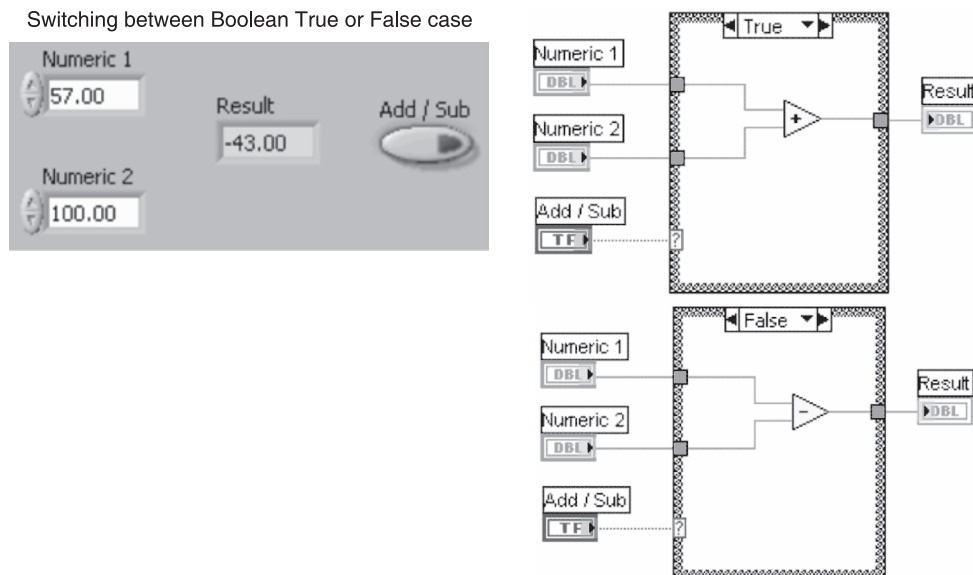 Switching between Boolean True or False case
Numeric 1
57.00
Result
Add / Sub
-43.00
Numeric 2
100.00
True
Numeric 1
DBL
Result
DBL
+
Numeric 2
DBL
Add / Sub
TF
?
False
Numeric 1
DBL
Result
DBL
-
Numeric 2
DBL
Add / Sub
TF
?